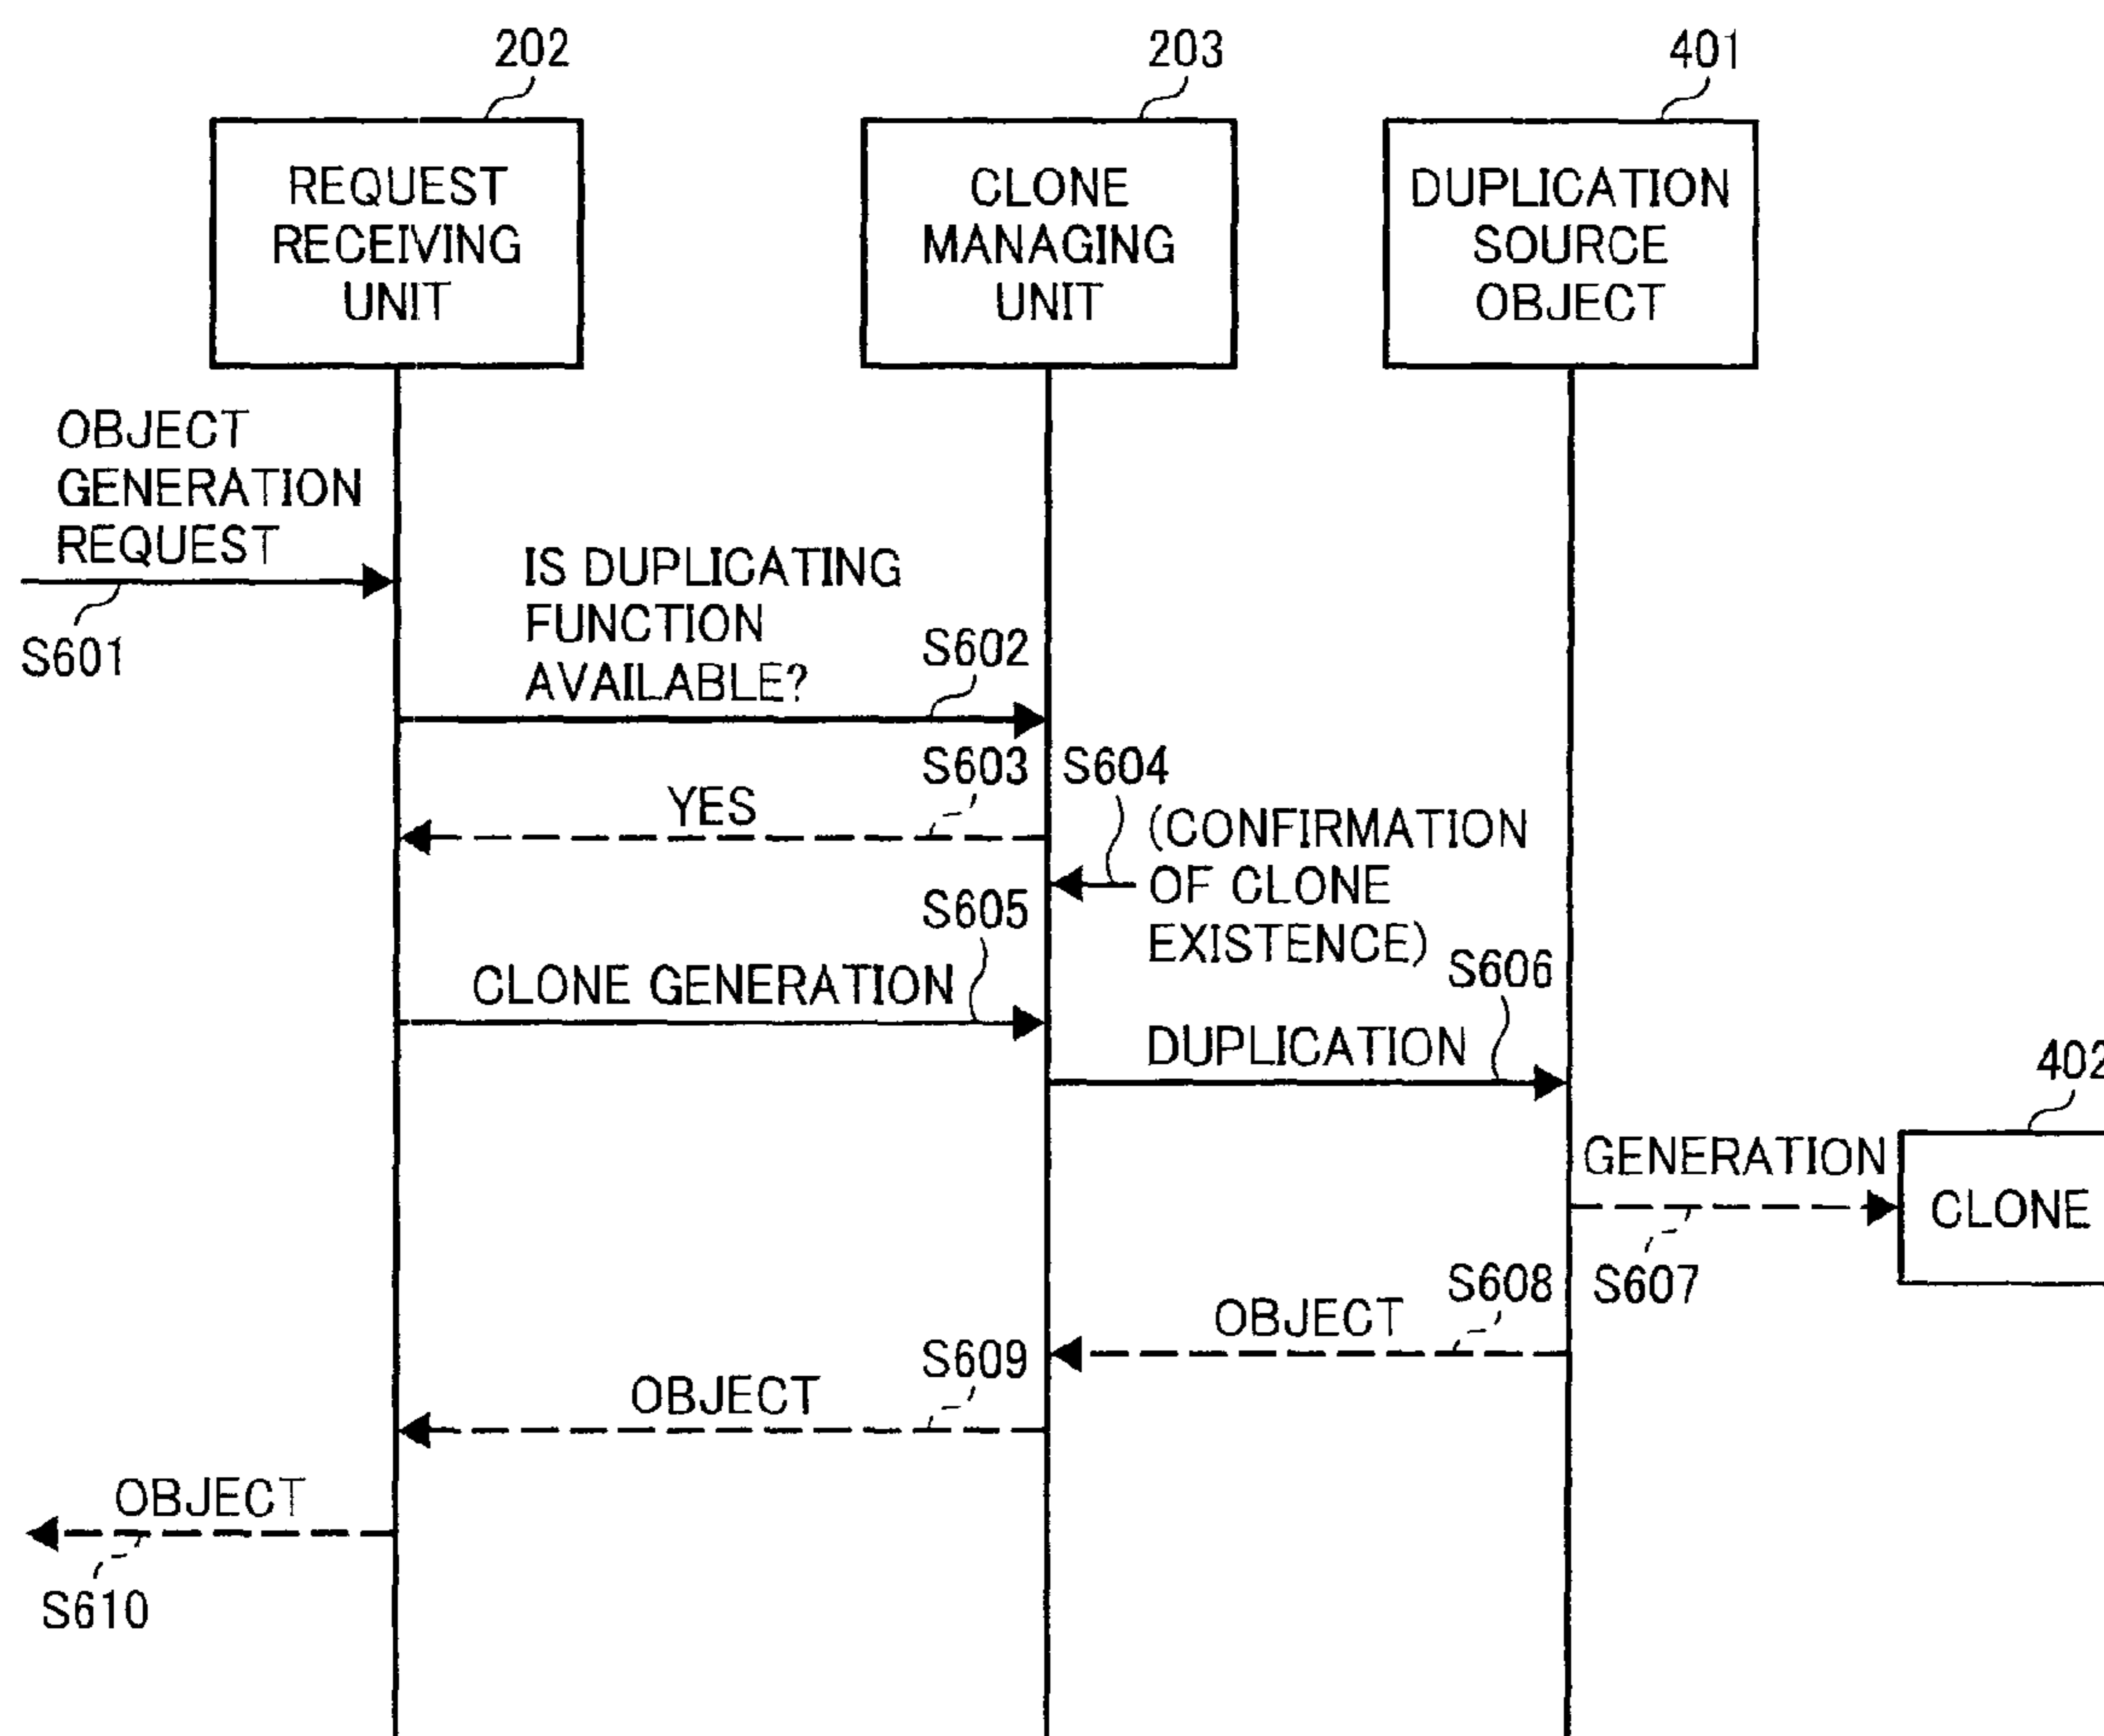 202
203
401
REQUEST
RECEIVING
UNIT
CLONE
MANAGING
UNIT
DUPLICATION
SOURCE
OBJECT
OBJECT
GENERATION
REQUEST
S601
IS DUPLICATING
FUNCTION
AVAILABLE?
S602
S603
YES
S604
(CONFIRMATION
OF CLONE
EXISTENCE)
S605
CLONE GENERATION
S606
DUPLICATION
402
GENERATION
CLONE
S607
S608
OBJECT
S609
OBJECT
OBJECT
S610